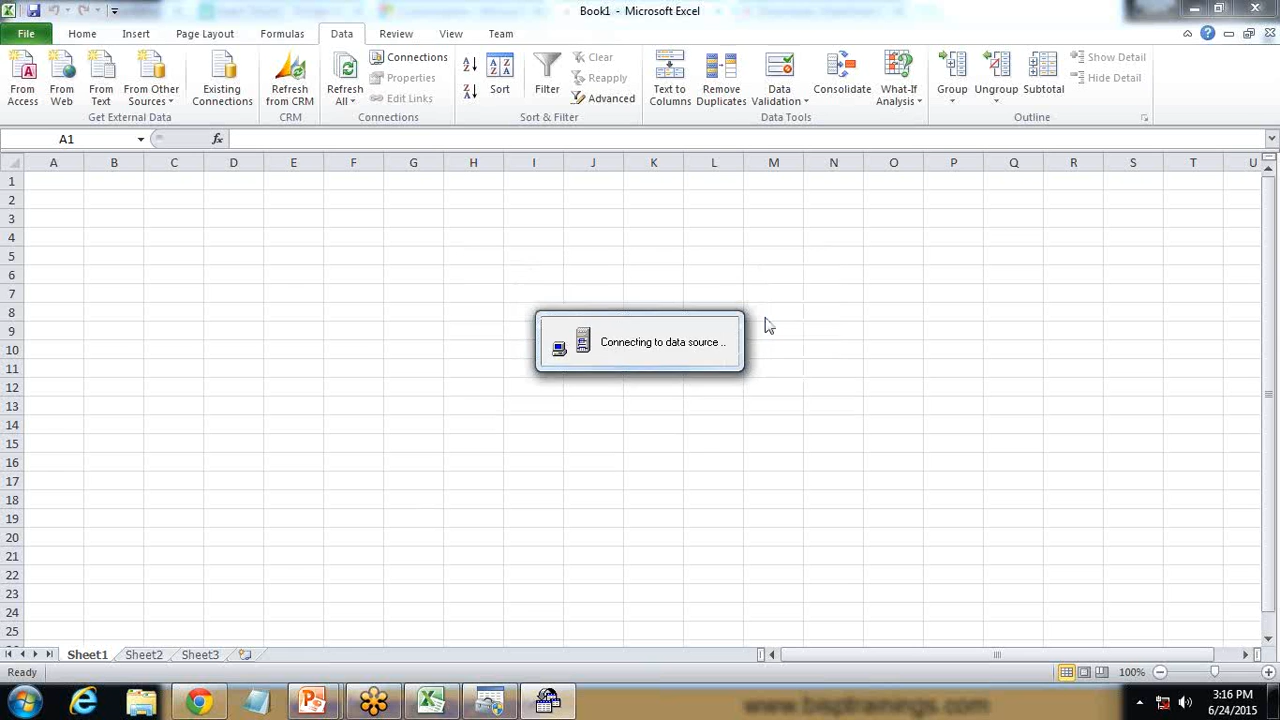 Book1 - Microsoft Excel
File Home Insert Page Layout Formulas Data Review View Team
From Access
From Web
From Text
From Other Sources
Get External Data
Existing Connections
Refresh from CRM
CRM
Refresh All
Connections
Properties
Edit Links
Connections
Sort
Filter
Clear
Reapply
Advanced
Sort & Filter
Text to Columns
Remove Duplicates
Data Validation
Consolidate
What-If Analysis
Data Tools
Group
Ungroup
Subtotal
Show Detail
Hide Detail
Outline
A1 fx
A B C D E F G H I J K L M N O P Q R S T U
1
2
3
4
5
6
7
8
9
10
11
12
13
14
15
16
17
18
19
20
21
22
23
24
25
Connecting to data source ..
Sheet1 Sheet2 Sheet3
Ready 100%
3:16 PM
6/24/2015